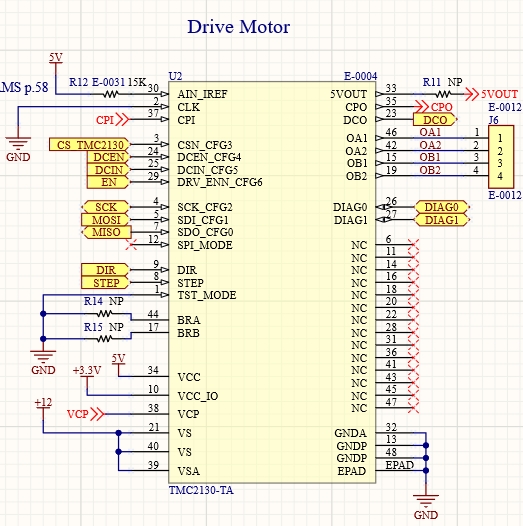 Drive Motor
5V
RMS p.58
R12 E-0031 15K
U2
E-0004
30 AIN_IREF
2 CLK
37 CPI
CPI
GND
CS_TMC2130 3 CSN_CFG3
DCEN 24 DCEN_CFG4
DCIN 25 DCIN_CFG5
EN 29 DRV_ENN_CFG6
SCK 4 SCK_CFG2
MOSI 5 SDI_CFG1
MISO 7 SDO_CFG0
12 SPI_MODE
DIR 9 DIR
STEP 8 STEP
1 TST_MODE
R14 NP
44 BRA
R15 NP
17 BRB
GND
5V
34 VCC
+3.3V
10 VCC_IO
+12
VCP 38 VCP
21 VS
40 VS
39 VSA
TMC2130-TA
5VOUT 33 R11 NP 5VOUT
CPO 35 CPO
DCO 23 DCO
E-0012
J6
OA1 46 OA1 1 1
OA2 42 OA2 2 2
OB1 15 OB1 3 3
OB2 19 OB2 4 4
E-0012
DIAG0 26 DIAG0
DIAG1 27 DIAG1
NC 6
NC 11
NC 14
NC 16
NC 18
NC 20
NC 22
NC 28
NC 31
NC 36
NC 41
NC 43
NC 45
NC 47
GNDA 32
GNDP 13
GNDP 48
EPAD EPAD
GND